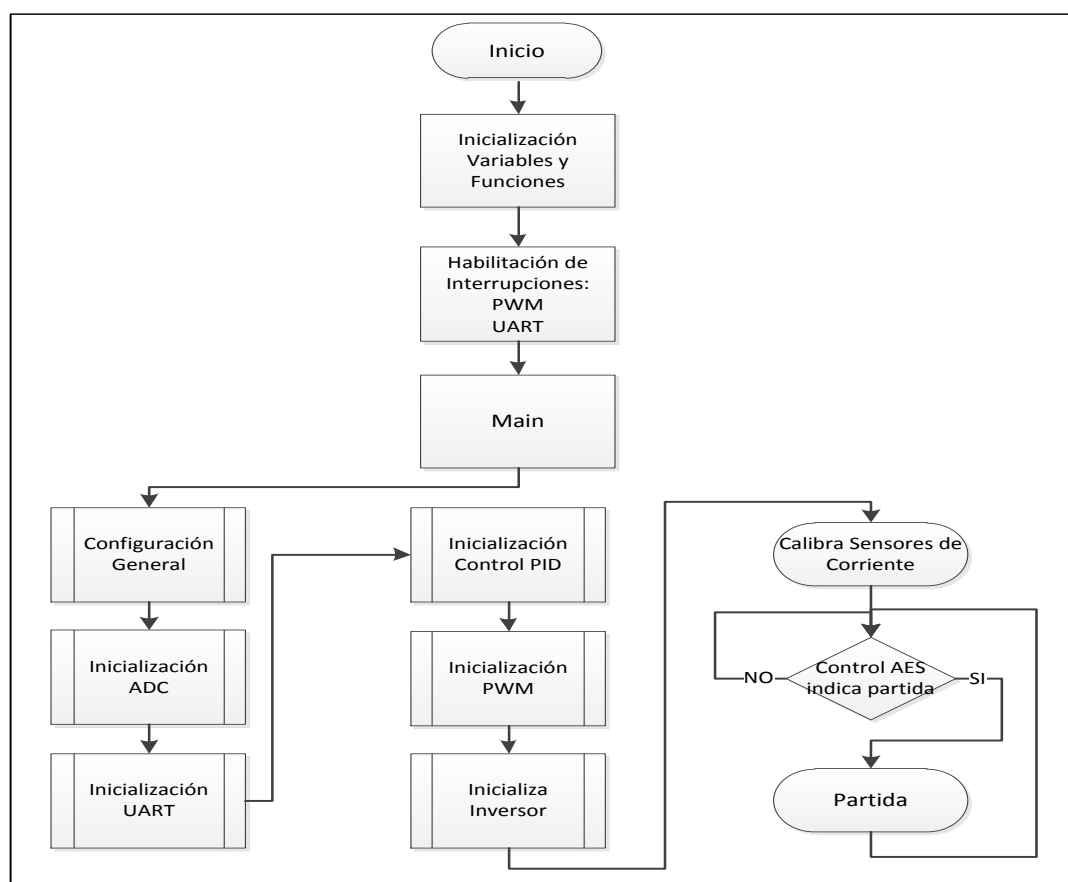 Inicio
Inicialización
Variables y
Funciones
Habilitación de
Interrupciones:
PWM
UART
Main
Configuración
General
Inicialización
ADC
Inicialización
UART
Inicialización
Control PID
Inicialización
PWM
Inicializa
Inversor
Calibra Sensores de
Corriente
Control AES
indica partida
NO
SI
Partida